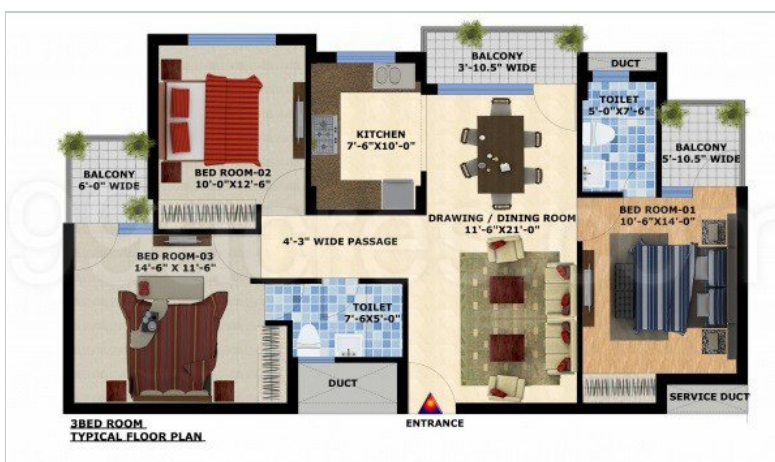 BALCONY
3'-10.5" WIDE
DUCT
TOILET
5'-0"X7'-6"
KITCHEN
7'-6"X10'-0"
BALCONY
5'-10.5" WIDE
BED ROOM-02
10'-0"X12'-6"
BALCONY
6'-0" WIDE
DRAWING / DINING ROOM
11'-6"X21'-0"
BED ROOM-01
10'-6"X14'-0"
4'-3" WIDE PASSAGE
BED ROOM-03
14'-6" X 11'-6"
TOILET
7'-6X5'-0"
DUCT
SERVICE DUCT
ENTRANCE
3BED ROOM
TYPICAL FLOOR PLAN